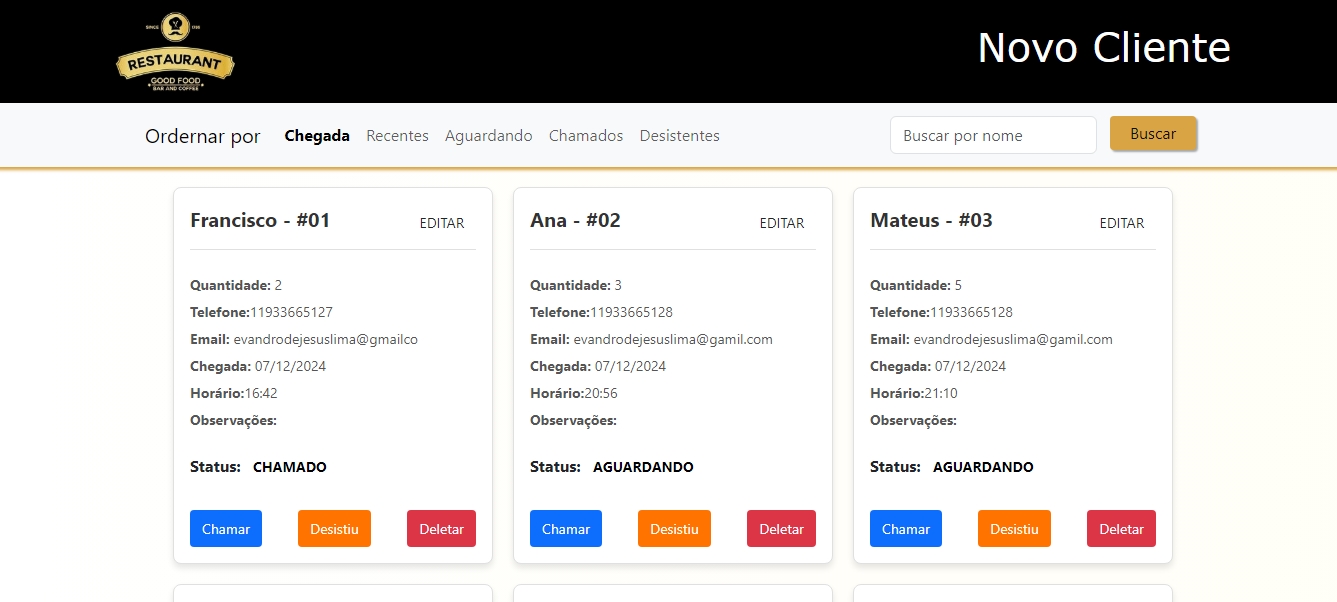 SINCE
RESTAURANT
GOOD FOOD
BAR AND COFFEE
Novo Cliente
Ordernar por Chegada Recentes Aguardando Chamados Desistentes Buscar por nome Buscar
Francisco - #01 EDITAR
Quantidade: 2
Telefone:11933665127
Email: evandrodejesuslima@gmailco
Chegada: 07/12/2024
Horário:16:42
Observações:
Status: CHAMADO
Chamar Desistiu Deletar
Ana - #02 EDITAR
Quantidade: 3
Telefone:11933665128
Email: evandrodejesuslima@gamil.com
Chegada: 07/12/2024
Horário:20:56
Observações:
Status: AGUARDANDO
Chamar Desistiu Deletar
Mateus - #03 EDITAR
Quantidade: 5
Telefone:11933665128
Email: evandrodejesuslima@gamil.com
Chegada: 07/12/2024
Horário:21:10
Observações:
Status: AGUARDANDO
Chamar Desistiu Deletar